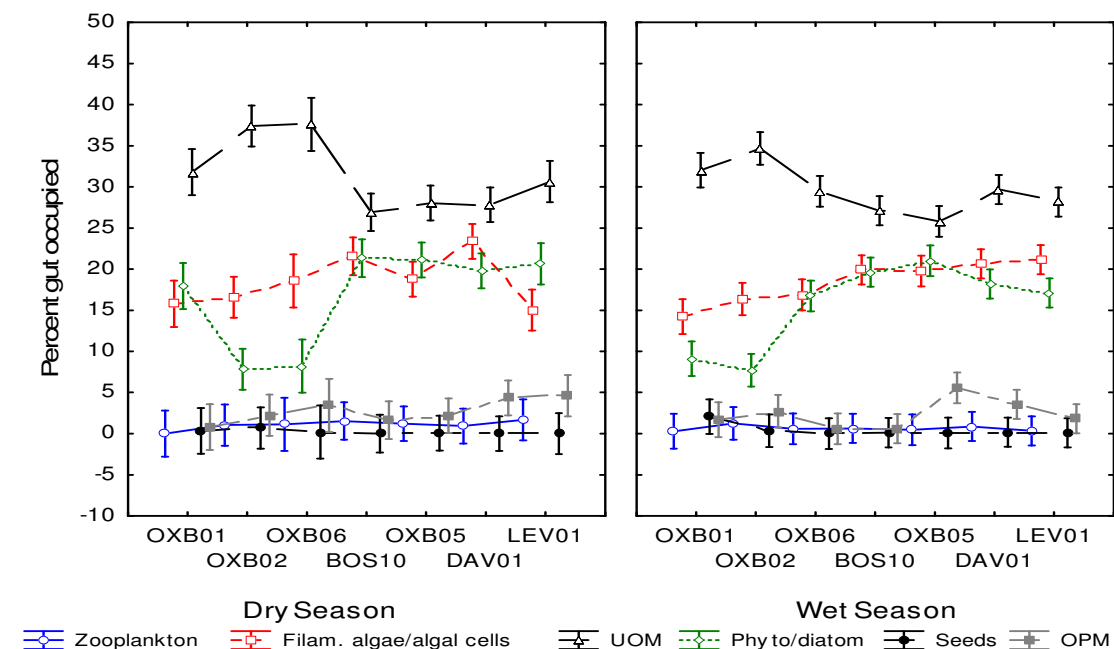 50
45
40
35
30
25
20
15
10
5
0
-5
-10
Percent gut occupied
OXB01 OXB06 OXB05 LEV01 OXB01 OXB06 OXB05 LEV01
OXB02 BOS10 DAV01 OXB02 BOS10 DAV01
Dry Season Wet Season
Zooplankton Filam. algae/algal cells UOM Phyto/diatom Seeds OPM